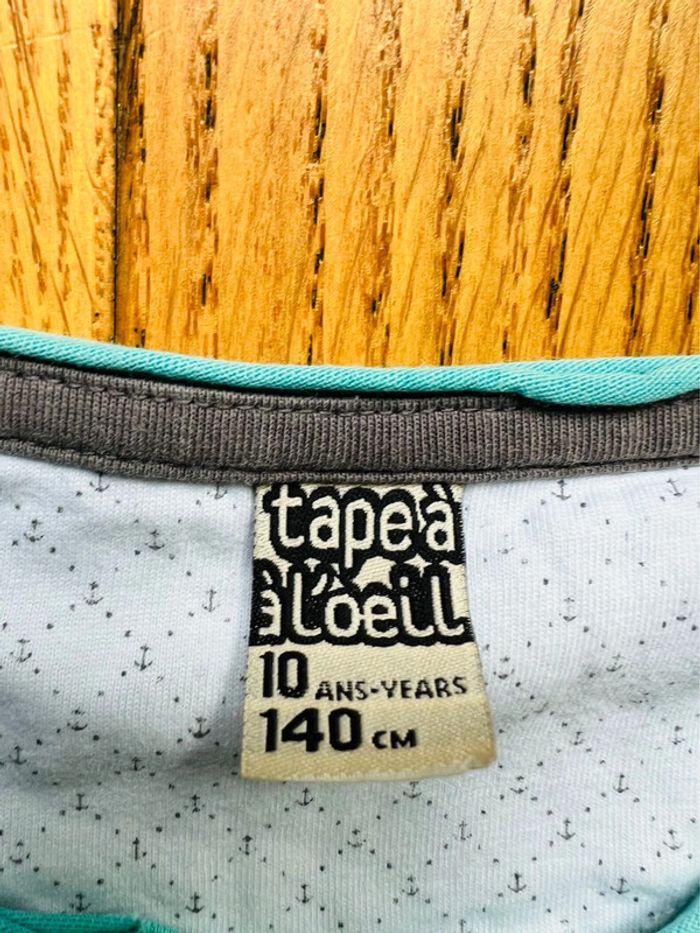 tape à
à l'oeil
10 ANS-YEARS
140 CM